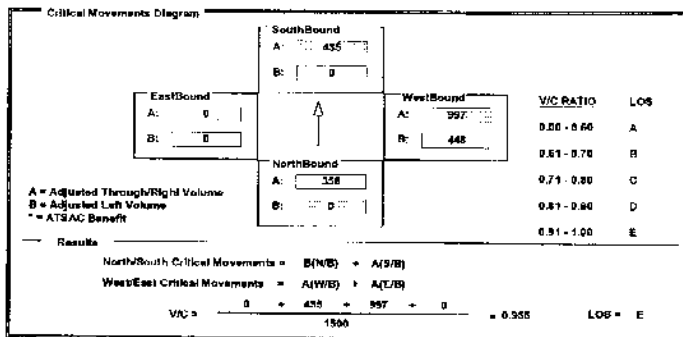 Critical Movements Diagram
SouthBound
A: 435
B: 0
EastBound
A: 0
B: 0
WestBound
A: 997
B: 448
NorthBound
A: 358
B: 0
V/C RATIO LOS
0.00 - 0.60 A
0.61 - 0.70 B
0.71 - 0.80 C
0.81 - 0.90 D
0.91 - 1.00 E
A = Adjusted Through/Right Volume
B = Adjusted Left Volume
* = ATSAC Benefit
Results
North/South Critical Movements = B(N/B) + A(S/B)
West/East Critical Movements = A(W/B) + A(E/B)
V/C = 0 + 435 + 997 + 0 = 0.955 LOS = E
1500